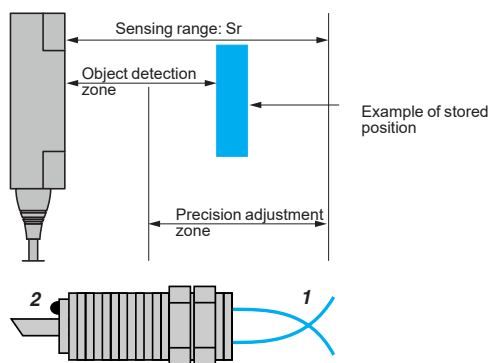 Sensing range: Sr
Object detection
zone
Example of stored
position
Precision adjustment
zone
2
1